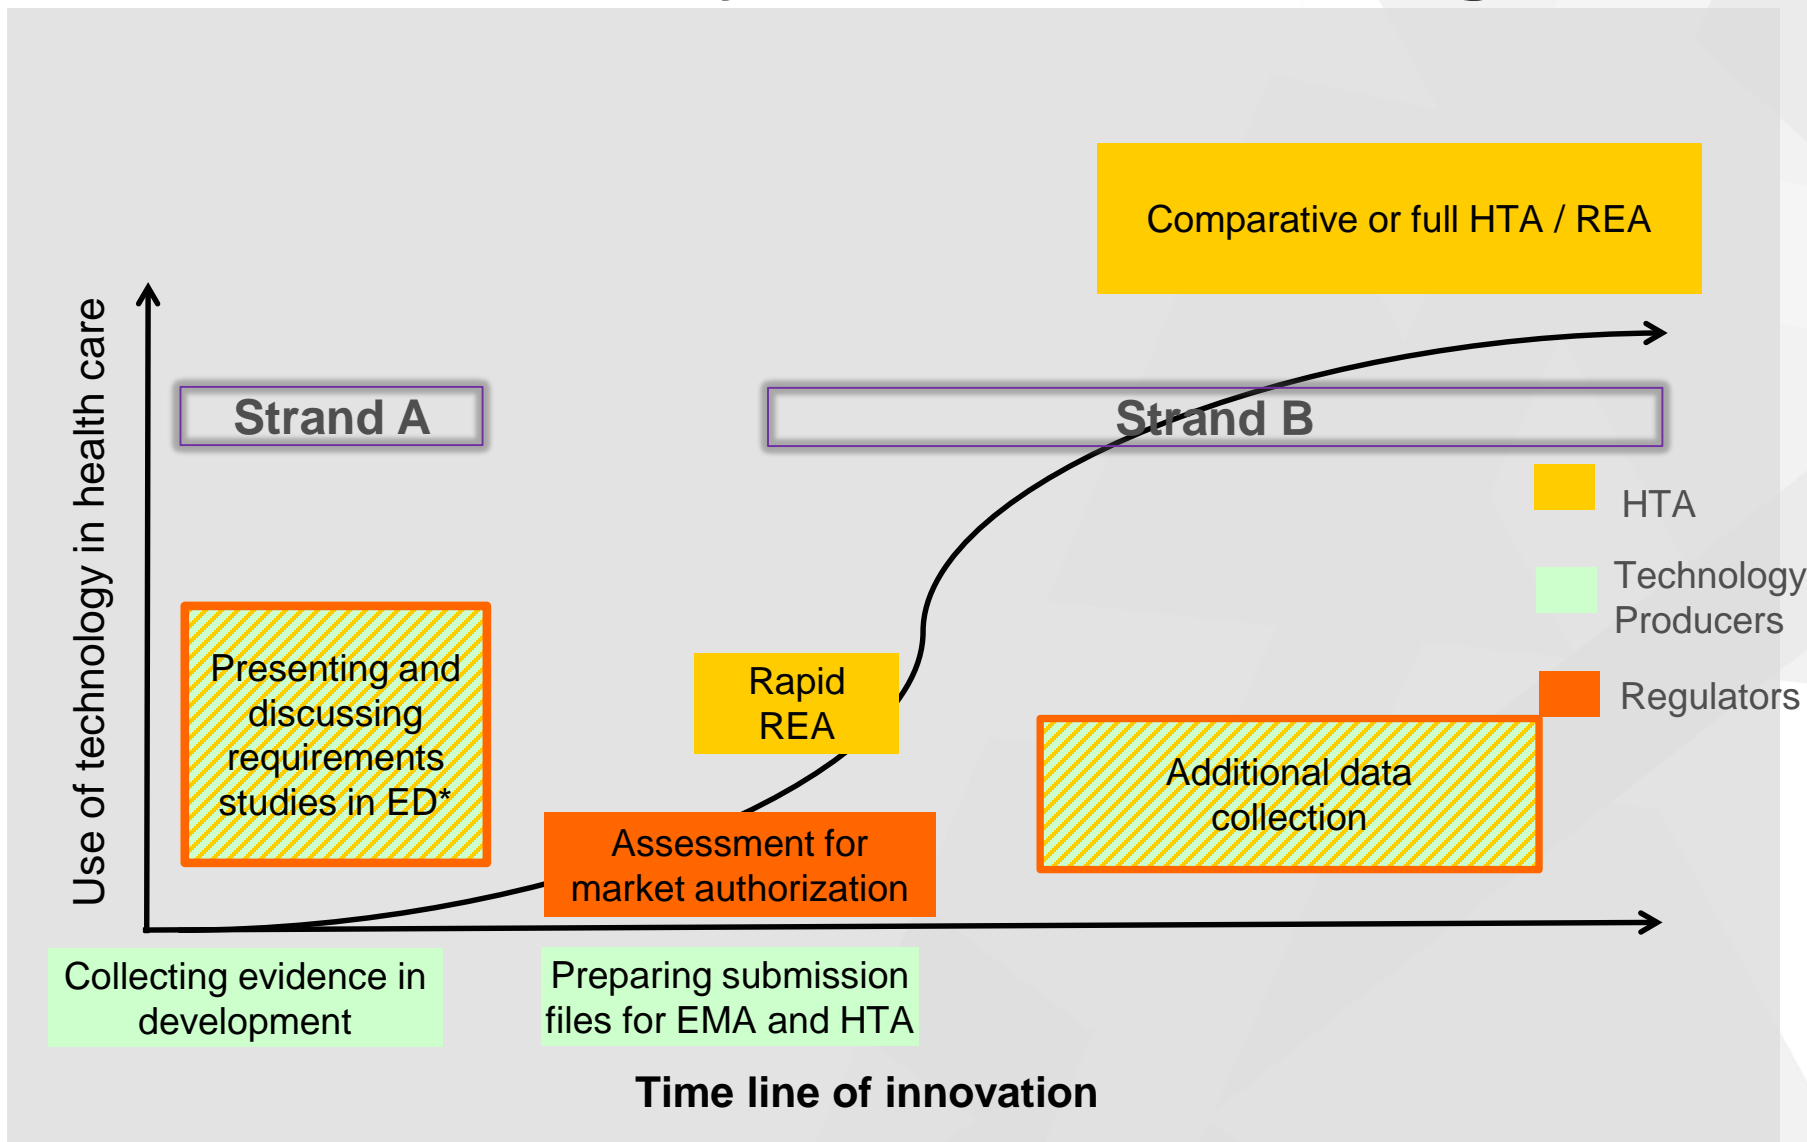 Comparative or full HTA / REA
Use of technology in health care
Strand A
Strand B
HTA
Technology
Producers
Regulators
Presenting and
discussing
requirements
studies in ED*
Rapid
REA
Additional data
collection
Assessment for
market authorization
Collecting evidence in
development
Preparing submission
files for EMA and HTA
Time line of innovation